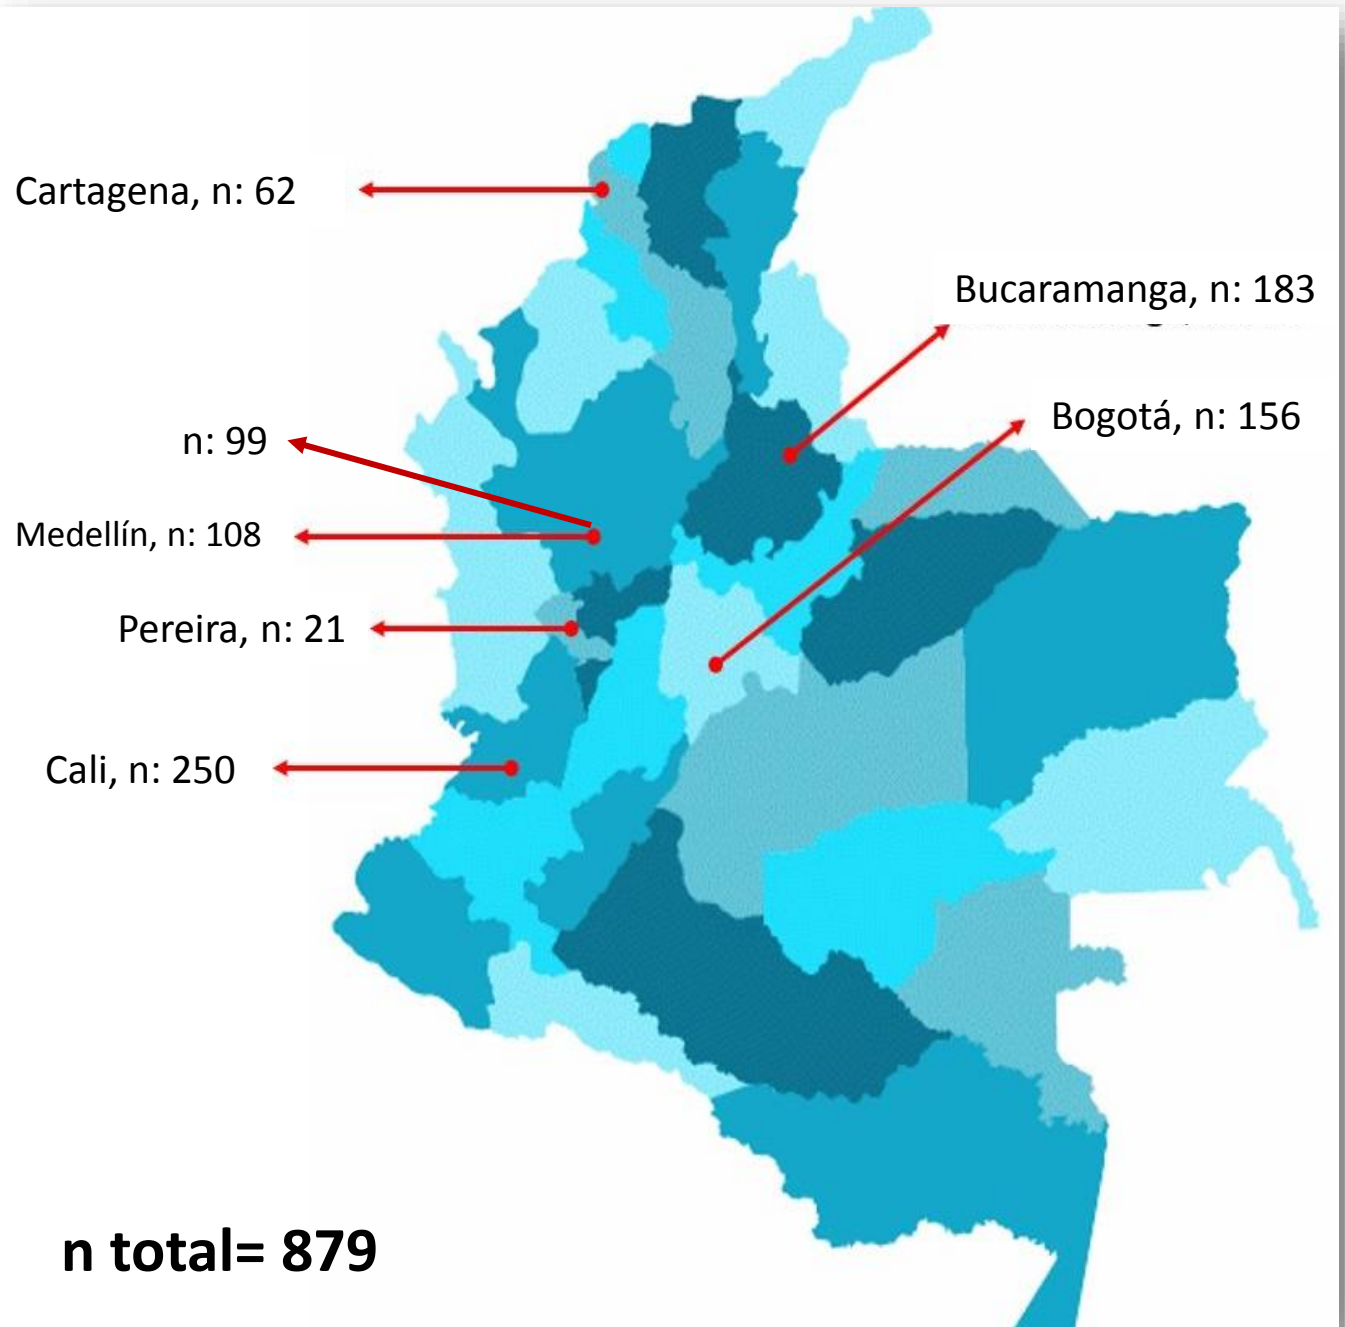 Cartagena, n: 62
Bucaramanga, n: 183
Bogotá, n: 156
n: 99
Medellín, n: 108
Pereira, n: 21
Cali, n: 250
n total= 879